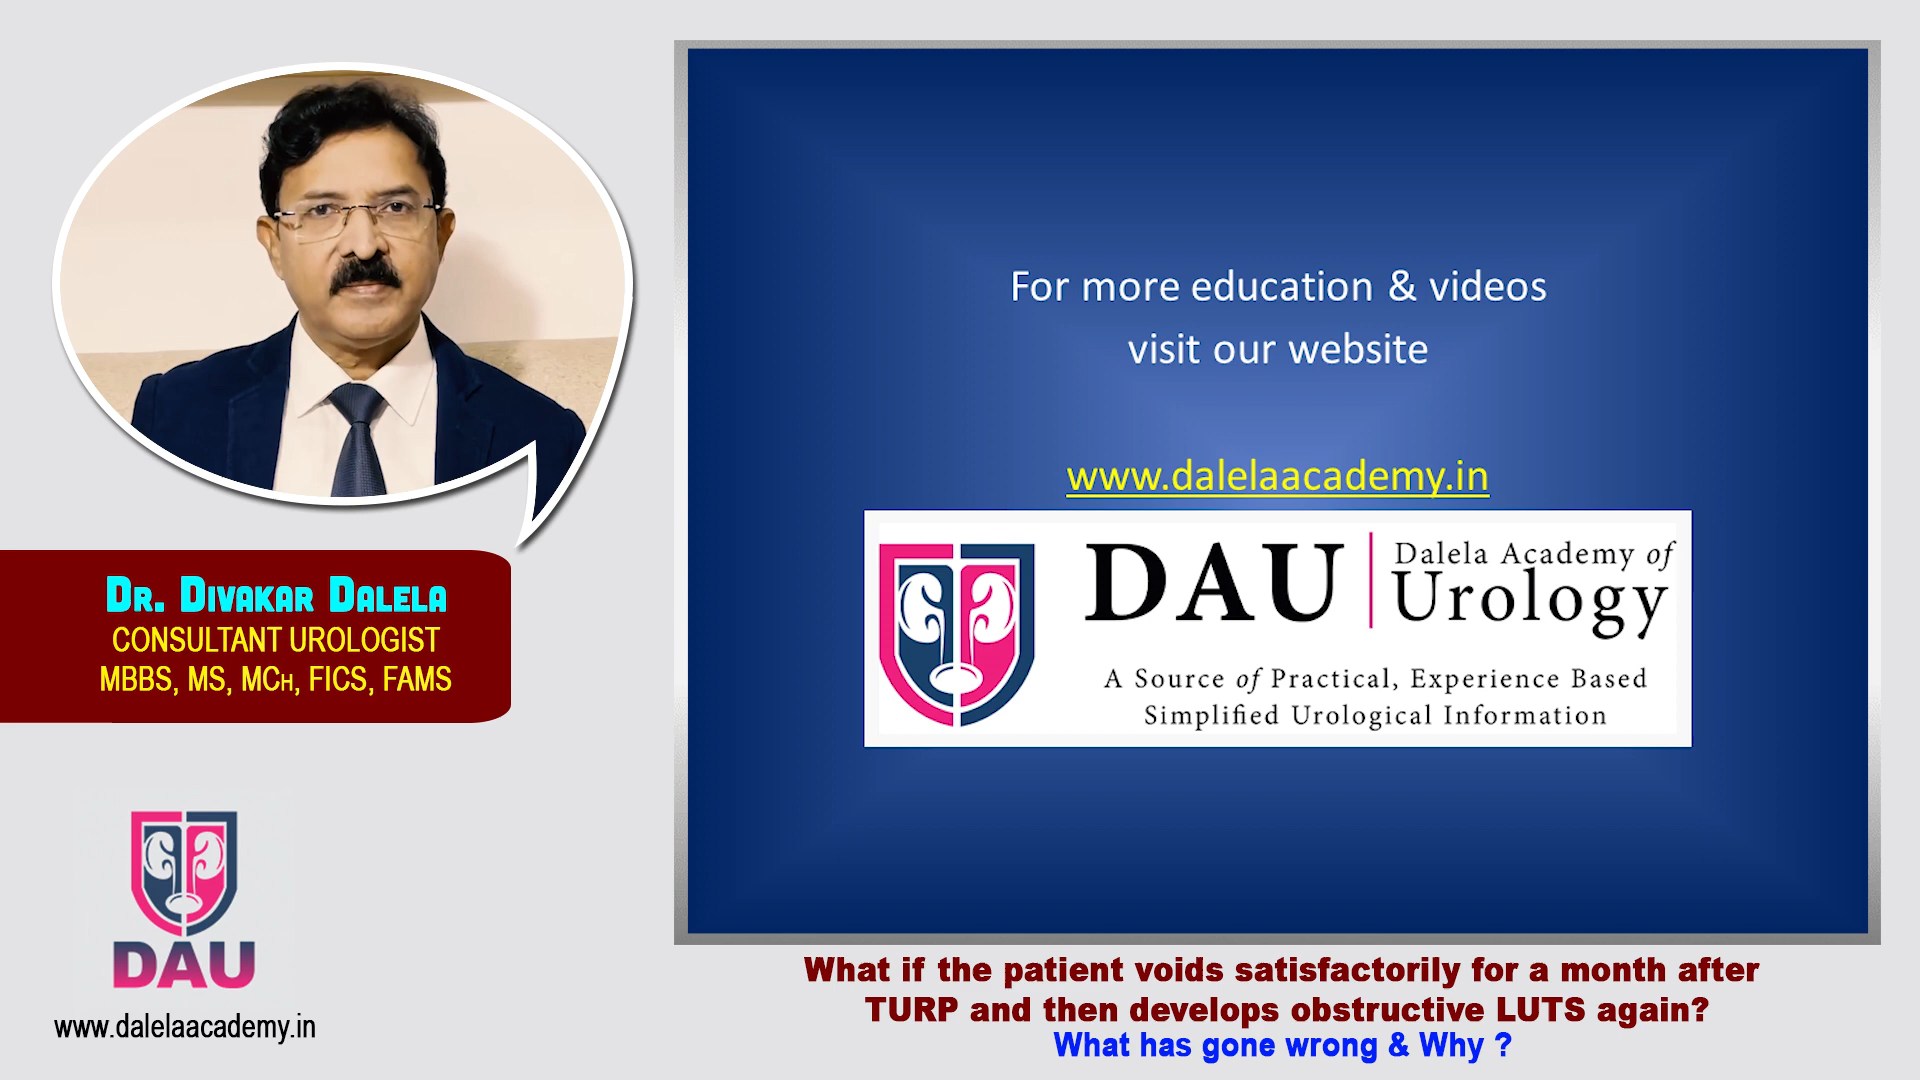 Dr. Divakar Dalela
CONSULTANT UROLOGIST
MBBS, MS, MCH, FICS, FAMS
DAU
www.dalelaacademy.in
For more education & videos
visit our website
www.dalelaacademy.in
DAU
Dalela Academy of
Urology
A Source of Practical, Experience Based
Simplified Urological Information
What if the patient voids satisfactorily for a month after
TURP and then develops obstructive LUTS again?
What has gone wrong & Why ?